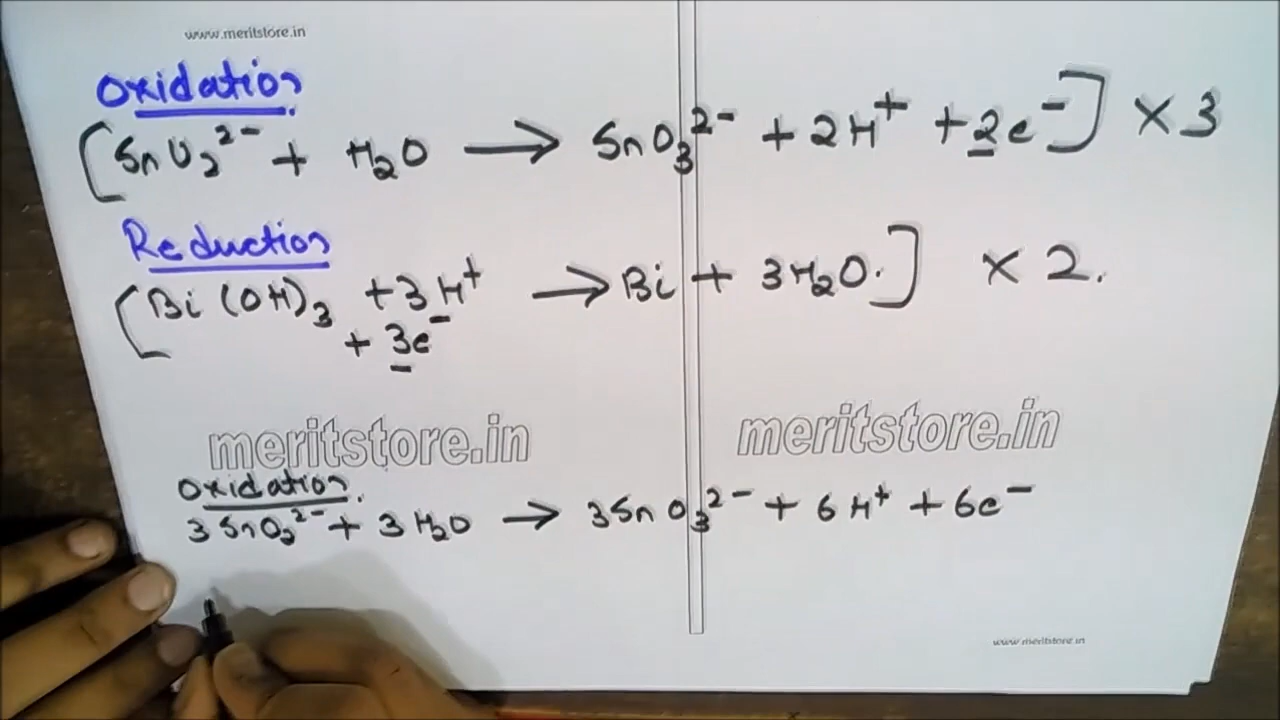 www.meritstore.in
Oxidation
[SnO₂²⁻ + H₂O → SnO₃²⁻ + 2H⁺ + 2e⁻] × 3
Reduction
[Bi(OH)₃ + 3H⁺ → Bi + 3H₂O.] × 2.
+ 3e⁻
meritstore.in meritstore.in
Oxidation.
3SnO₂²⁻ + 3H₂O → 3SnO₃²⁻ + 6H⁺ + 6e⁻
www.meritstore.in